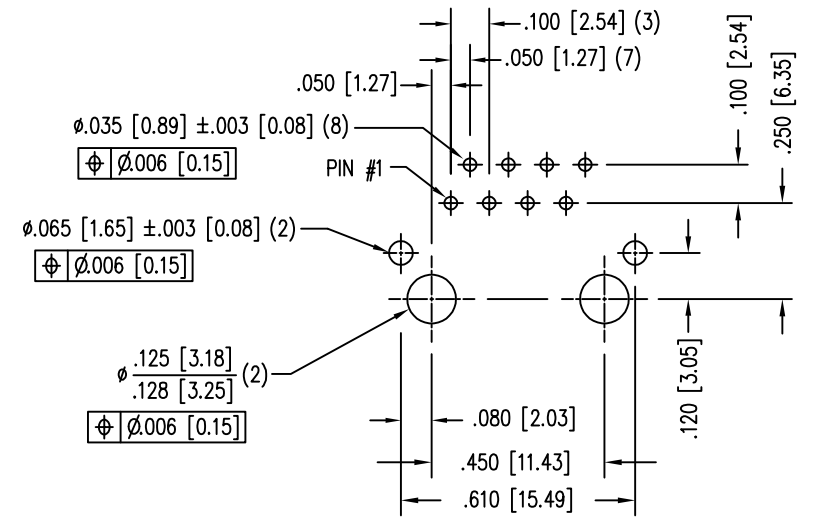 .100 [2.54] (3)
.050 [1.27] (7)
.050 [1.27]
.100 [2.54]
.250 [6.35]
⌀.035 [0.89] ±.003 [0.08] (8)
⌖ ⌀.006 [0.15]
PIN #1
⌀.065 [1.65] ±.003 [0.08] (2)
⌖ ⌀.006 [0.15]
⌀ .125 [3.18]
.128 [3.25] (2)
⌖ ⌀.006 [0.15]
.120 [3.05]
.080 [2.03]
.450 [11.43]
.610 [15.49]